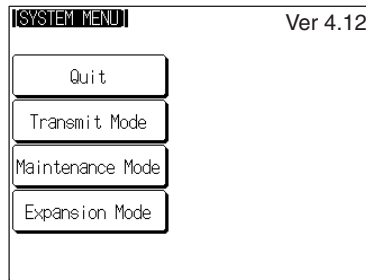 [SYSTEM MENU]
Ver 4.12
Quit
Transmit Mode
Maintenance Mode
Expansion Mode